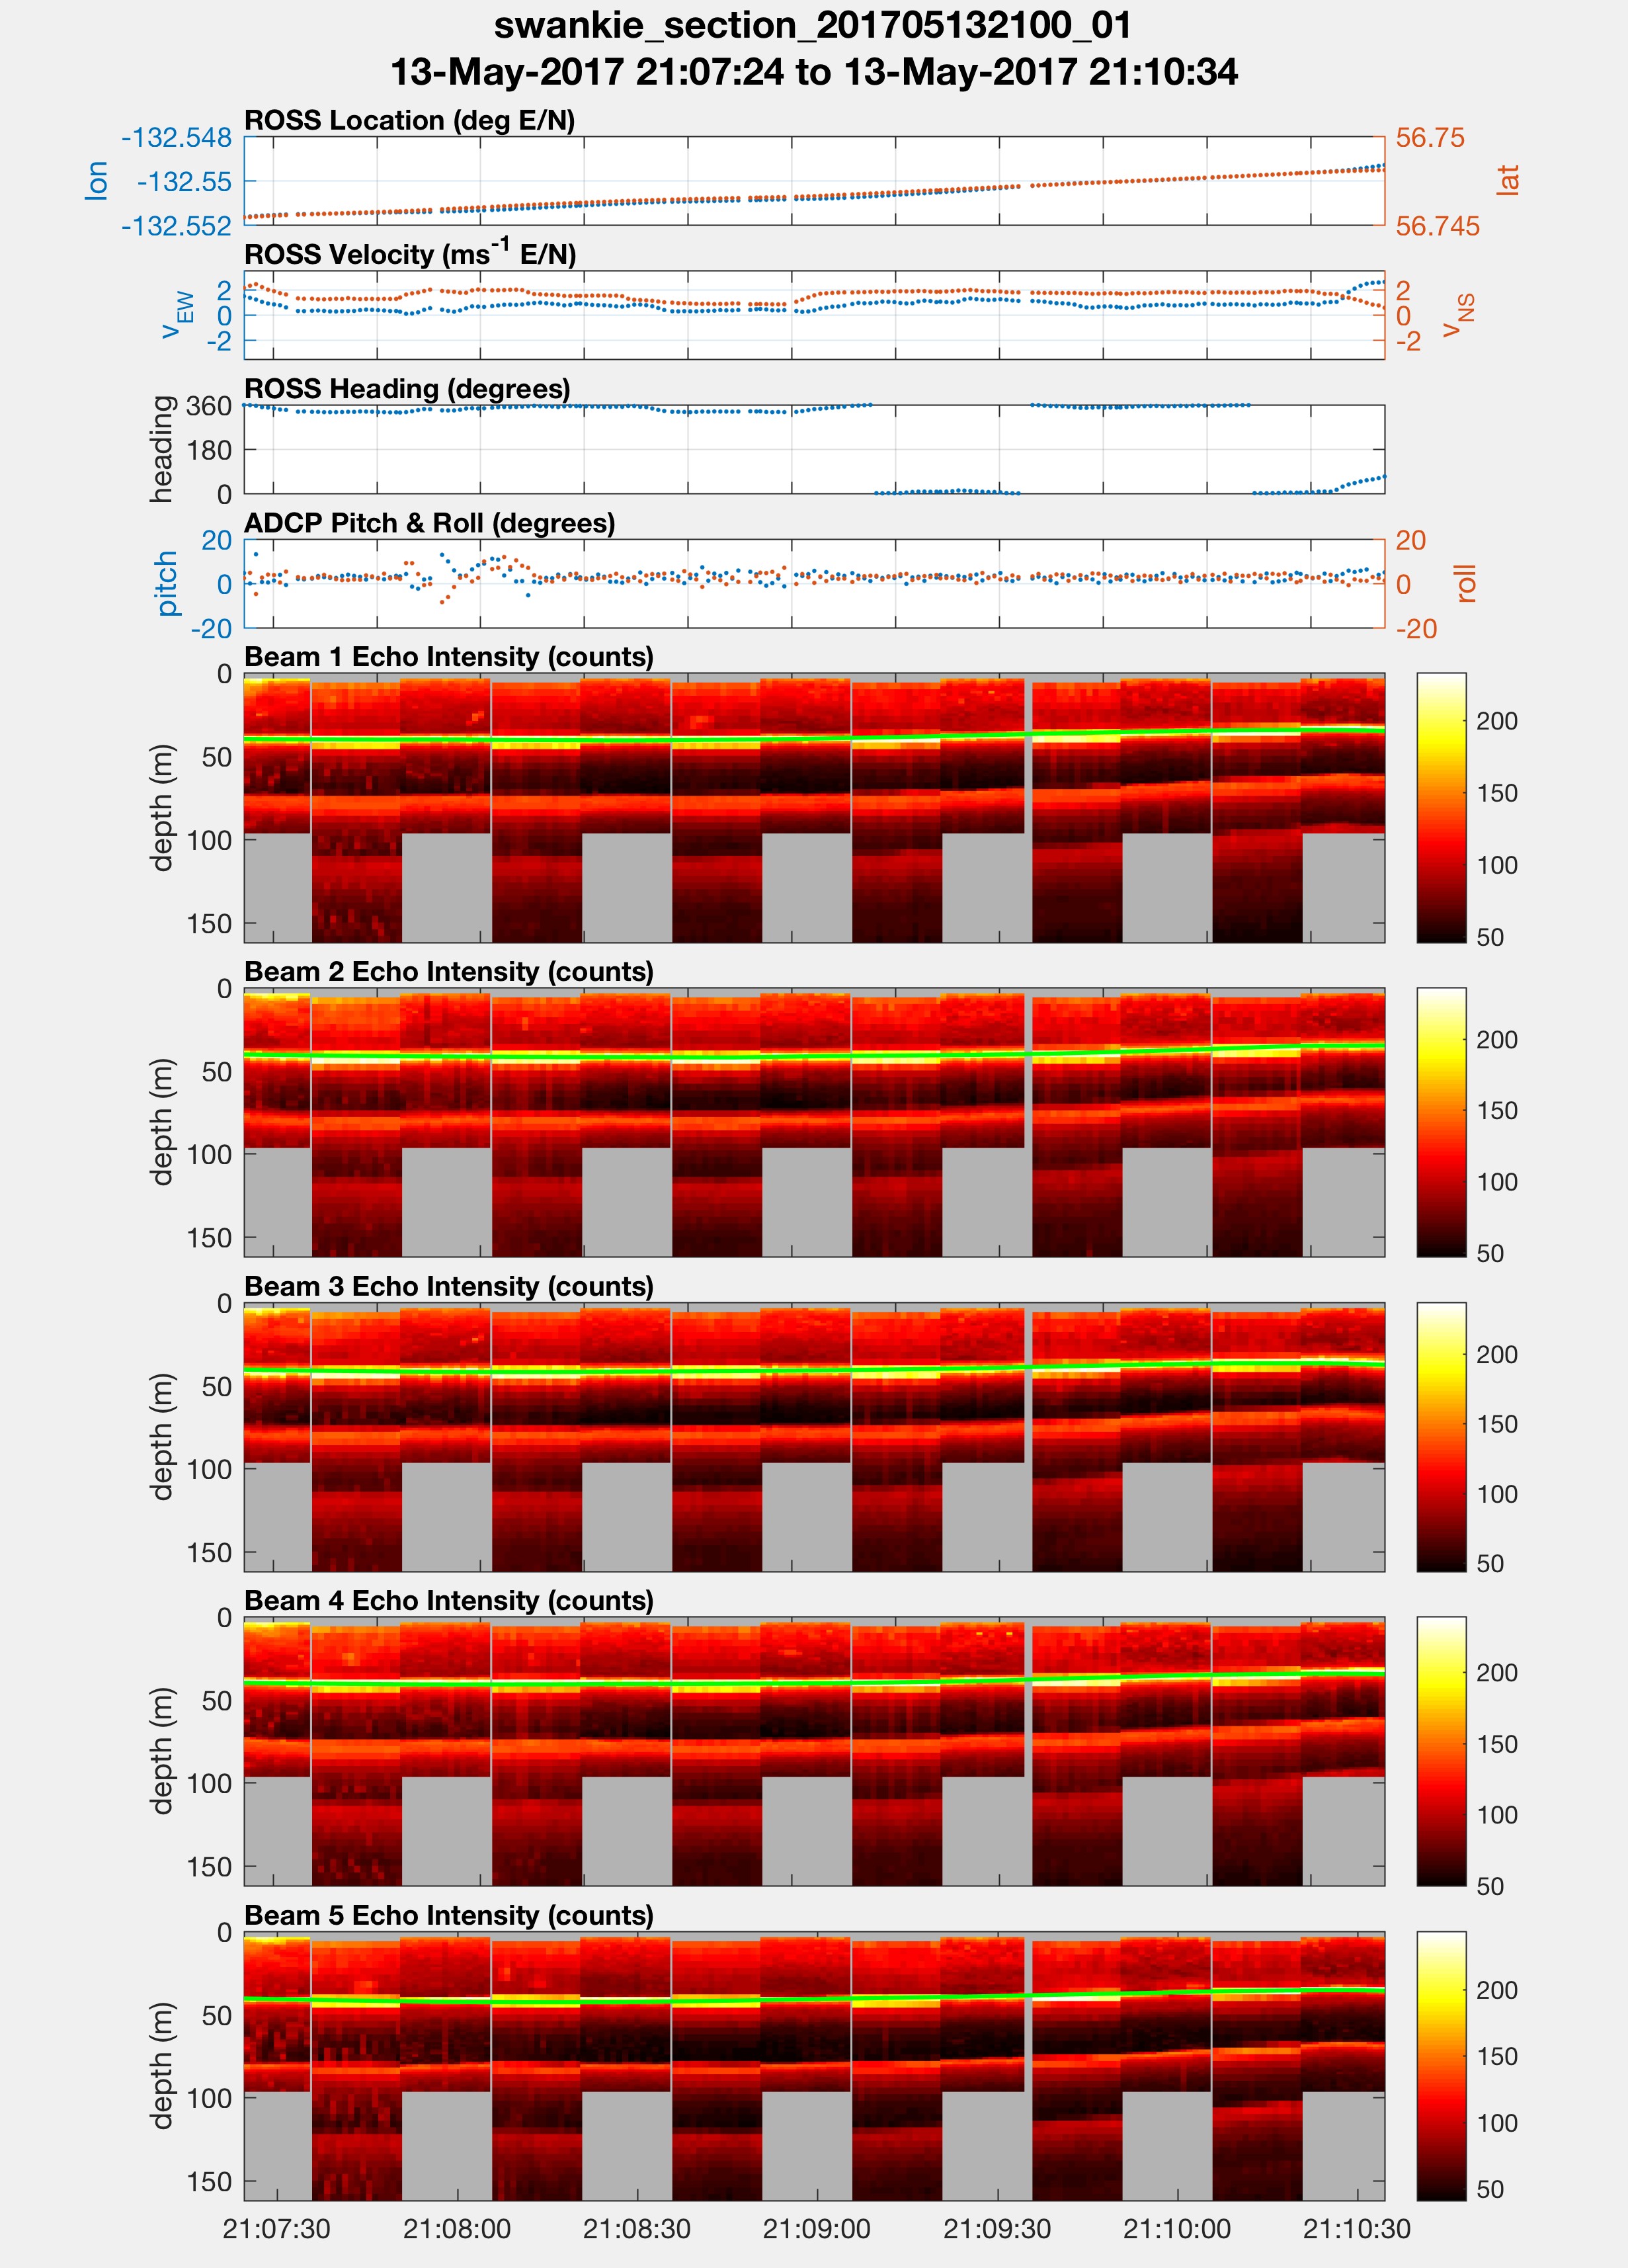 swankie_section_201705132100_01
13-May-2017 21:07:24 to 13-May-2017 21:10:34
ROSS Location (deg E/N)
-132.548
-132.55
-132.552
lon
56.75
56.745
lat
ROSS Velocity (ms-1 E/N)
2
0
-2
vEW
2
0
-2
vNS
ROSS Heading (degrees)
360
180
0
heading
ADCP Pitch & Roll (degrees)
20
0
-20
pitch
20
0
-20
roll
Beam 1 Echo Intensity (counts)
0
50
100
150
depth (m)
200
150
100
50
Beam 2 Echo Intensity (counts)
0
50
100
150
depth (m)
200
150
100
50
Beam 3 Echo Intensity (counts)
0
50
100
150
depth (m)
200
150
100
50
Beam 4 Echo Intensity (counts)
0
50
100
150
depth (m)
200
150
100
50
Beam 5 Echo Intensity (counts)
0
50
100
150
depth (m)
200
150
100
50
21:07:30 21:08:00 21:08:30 21:09:00 21:09:30 21:10:00 21:10:30